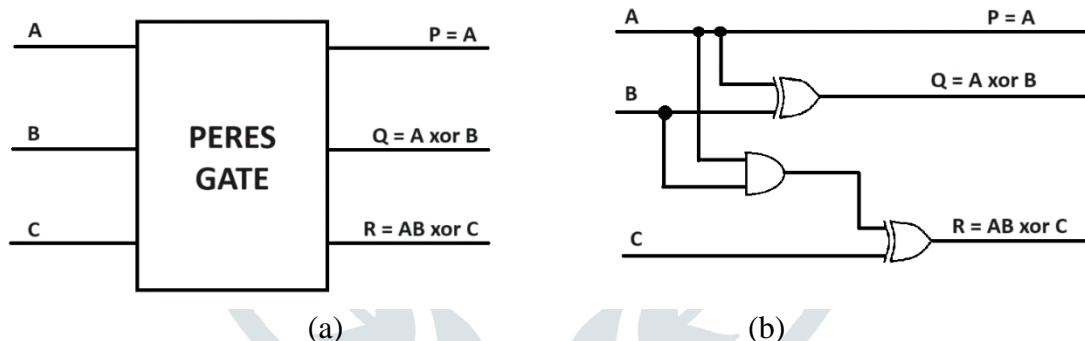 A
P = A
B
PERES
GATE
Q = A xor B
C
R = AB xor C
(a)
A
P = A
B
Q = A xor B
C
R = AB xor C
(b)